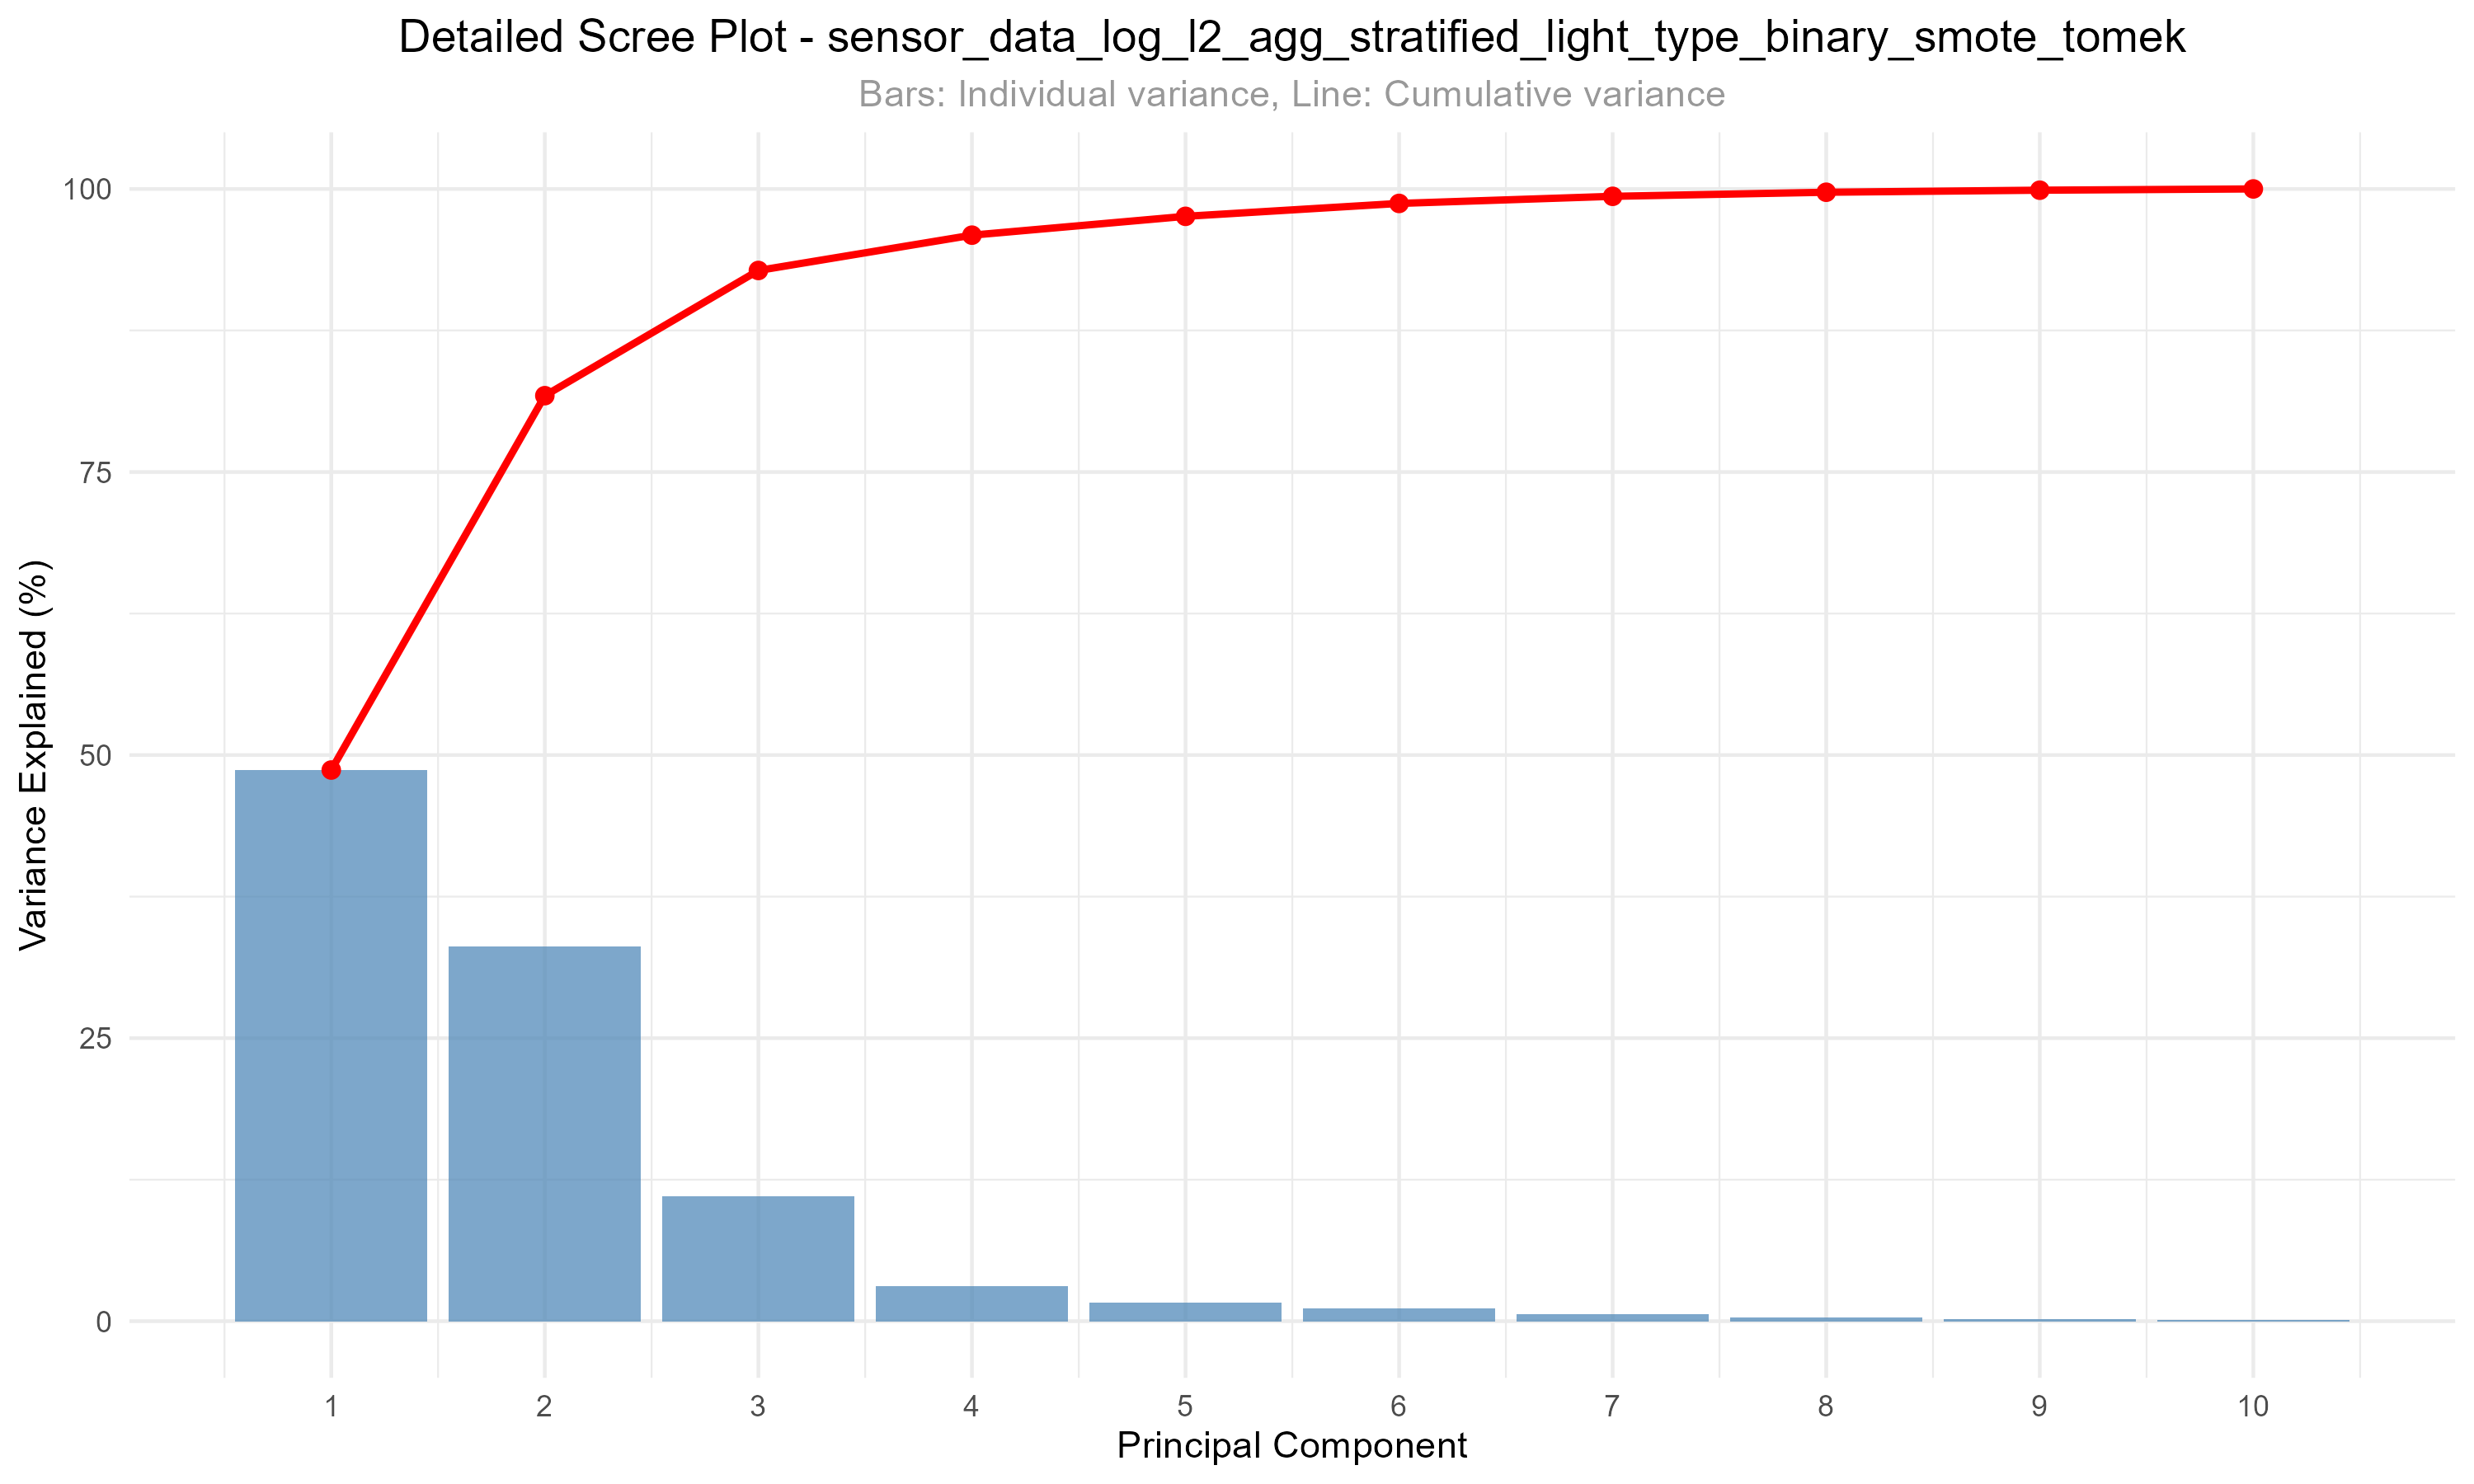 Detailed Scree Plot - sensor_data_log_l2_agg_stratified_light_type_binary_smote_tomek
Bars: Individual variance, Line: Cumulative variance
Variance Explained (%)
100
75
50
25
0
1 2 3 4 5 6 7 8 9 10
Principal Component